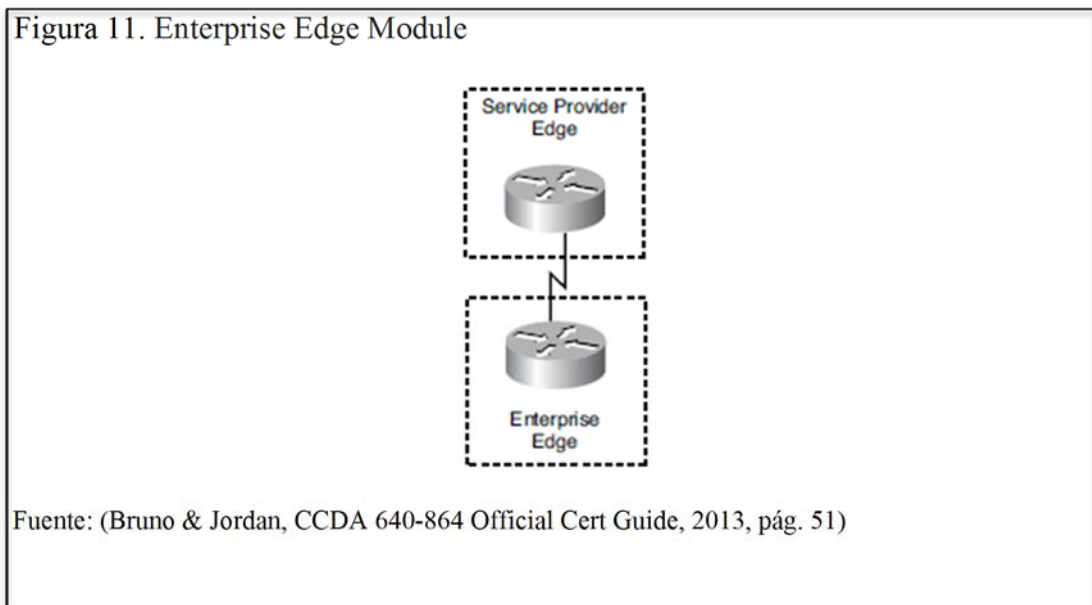 Figura 11. Enterprise Edge Module
Service Provider
Edge
Enterprise
Edge
Fuente: (Bruno & Jordan, CCDA 640-864 Official Cert Guide, 2013, pág. 51)